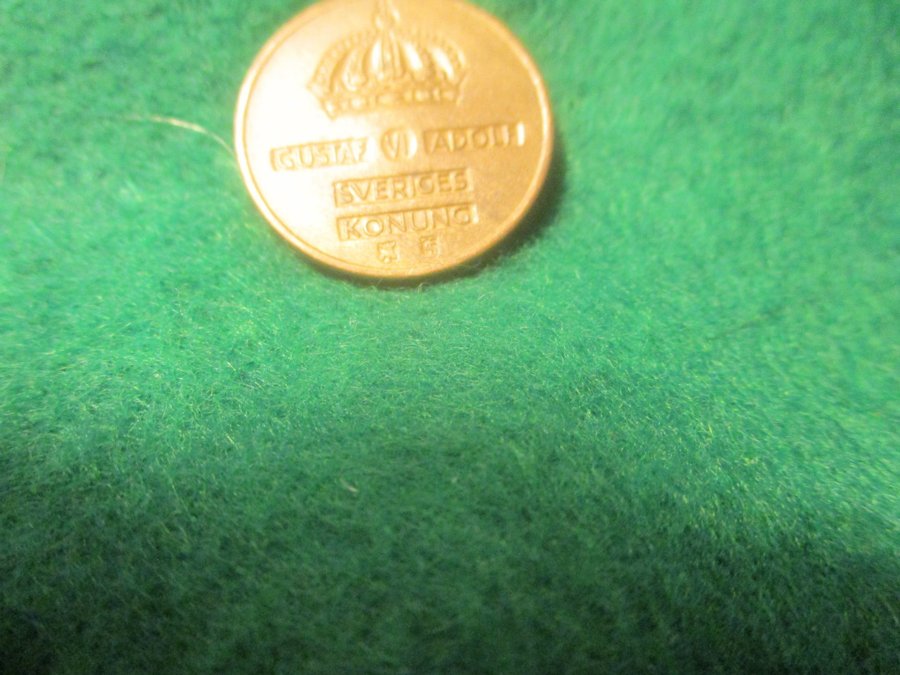 GUSTAF VI ADOLF
SVERIGES
KONUNG